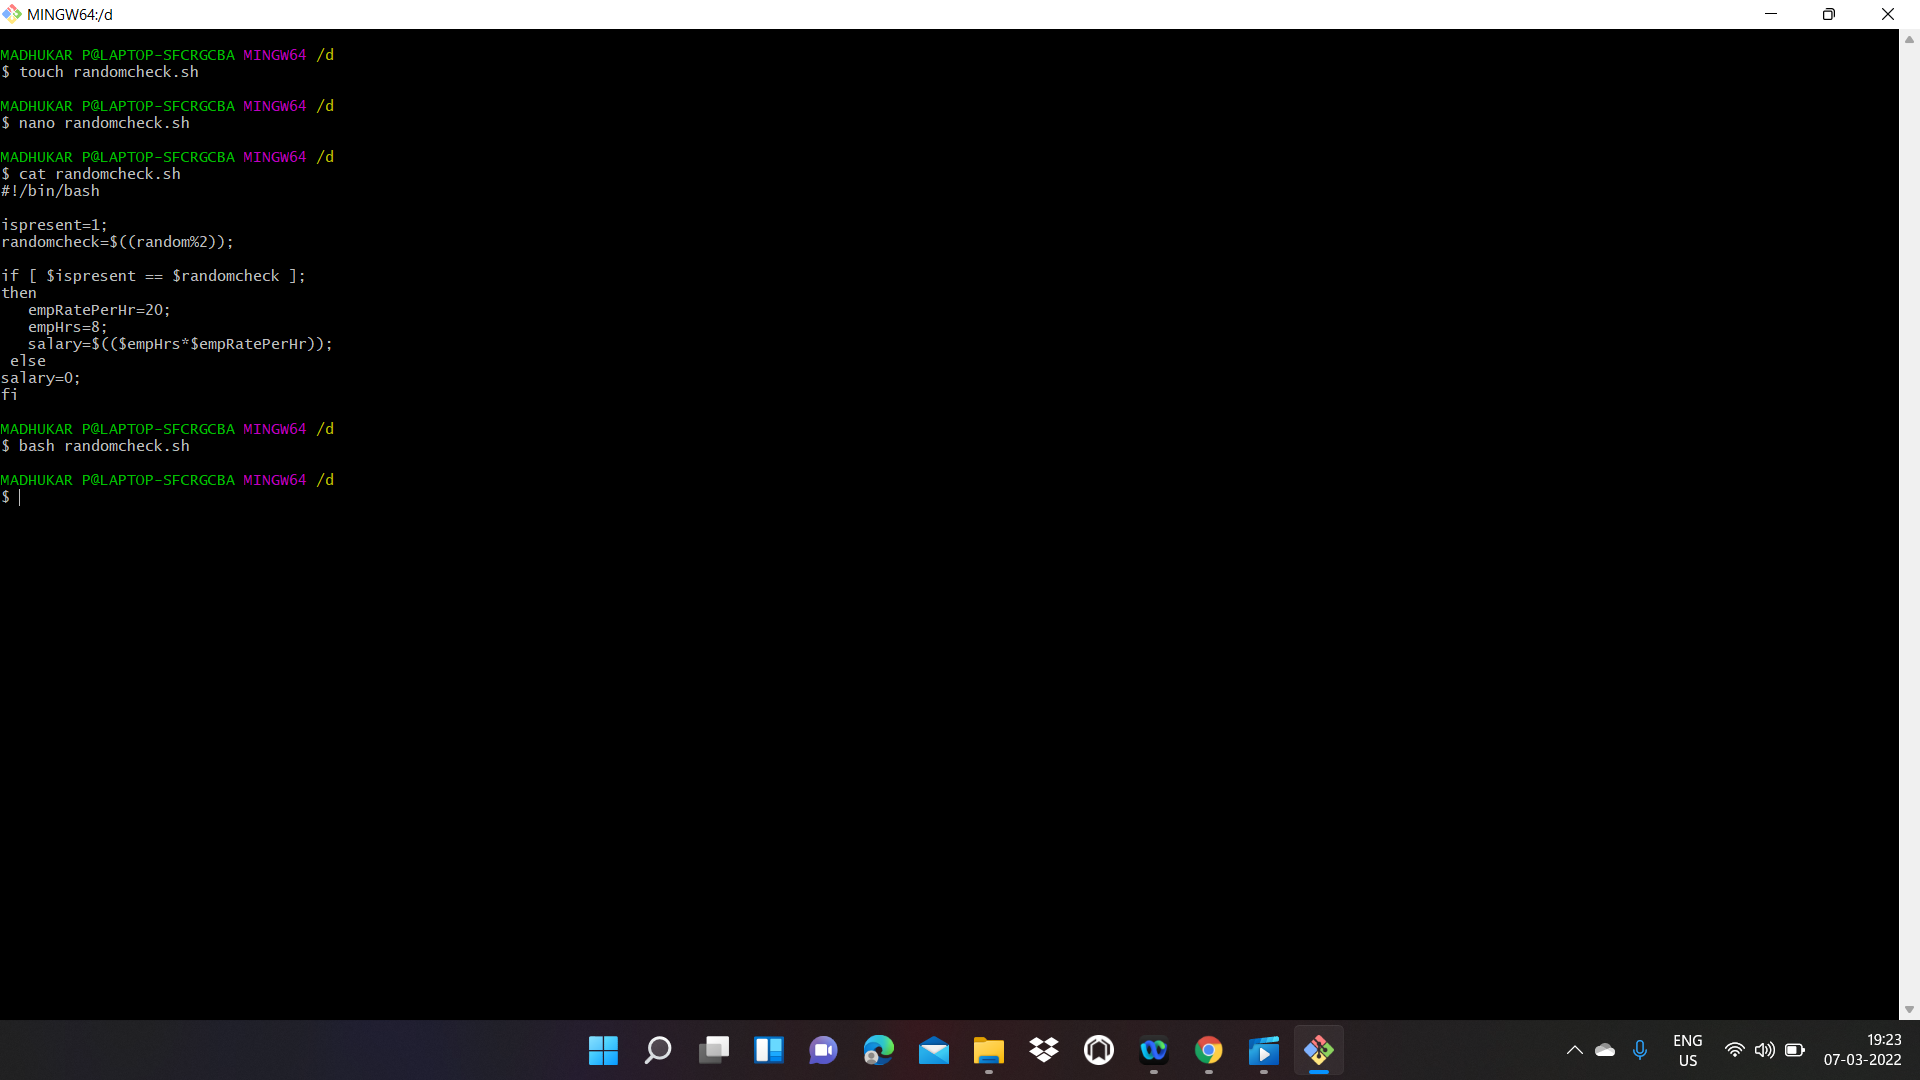 MINGW64:/d
MADHUKAR P@LAPTOP-SFCRGCBA MINGW64 /d
$ touch randomcheck.sh
MADHUKAR P@LAPTOP-SFCRGCBA MINGW64 /d
$ nano randomcheck.sh
MADHUKAR P@LAPTOP-SFCRGCBA MINGW64 /d
$ cat randomcheck.sh
#!/bin/bash
ispresent=1;
randomcheck=$((random%2));
if [ $ispresent == $randomcheck ];
then
   empRatePerHr=20;
   empHrs=8;
   salary=$(($empHrs*$empRatePerHr));
 else
salary=0;
fi
MADHUKAR P@LAPTOP-SFCRGCBA MINGW64 /d
$ bash randomcheck.sh
MADHUKAR P@LAPTOP-SFCRGCBA MINGW64 /d
$
ENG
US
19:23
07-03-2022